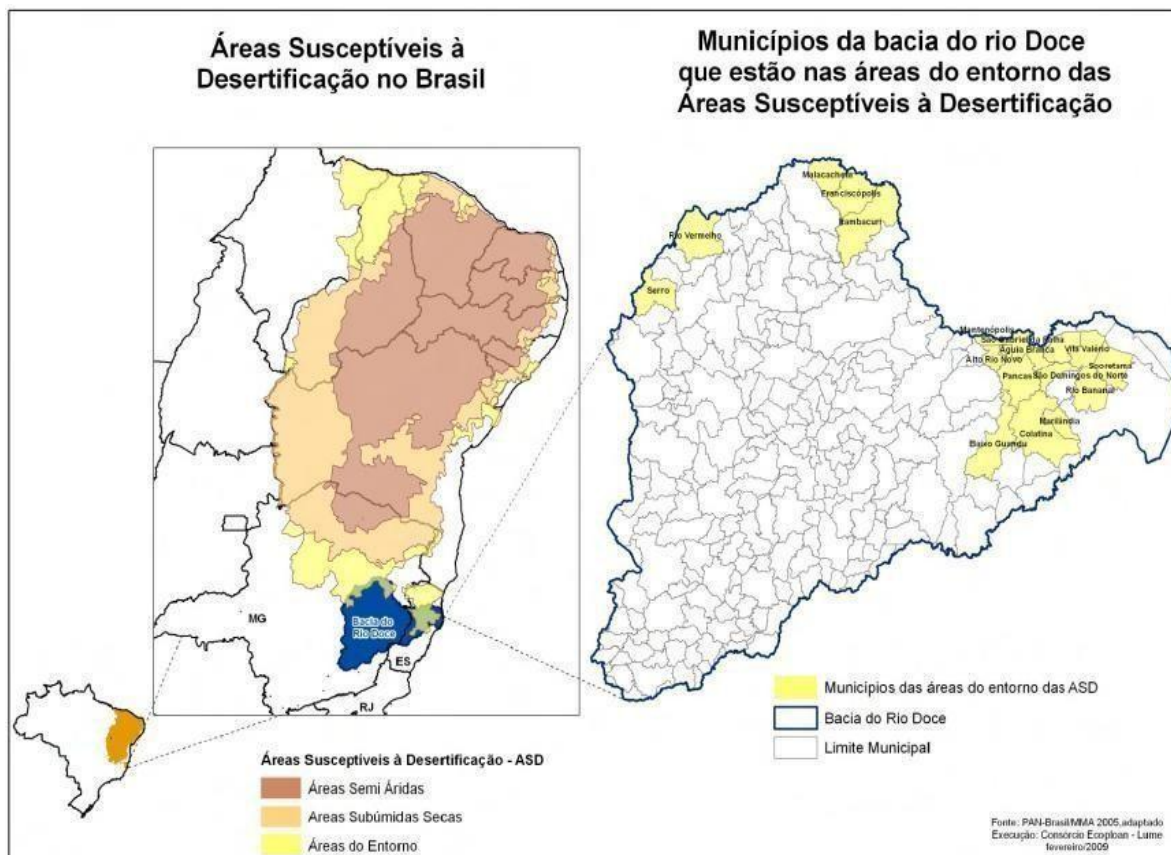 Áreas Susceptíveis à
Desertificação no Brasil
Municípios da bacia do rio Doce
que estão nas áreas do entorno das
Áreas Susceptíveis à Desertificação
Malacacheta
Franciscópolis
Itambacuri
Rio Vermelho
Serro
Mantenópolis
São Gabriel da Palha
Águia Branca
Vila Valério
Alto Rio Novo
Sooretama
Pancas
São Domingos do Norte
Rio Bananal
Marilândia
Colatina
Baixo Guandu
MG
Bacia do
Rio Doce
ES
RJ
Municípios das áreas do entorno das ASD
Bacia do Rio Doce
Limite Municipal
Áreas Susceptíveis à Desertificação - ASD
Áreas Semi Áridas
Areas Subúmidas Secas
Áreas do Entorno
Fonte: PAN-Brasil/MMA 2005,adaptado
Execução: Consórcio Ecoplan - Lume
fevereiro/2009